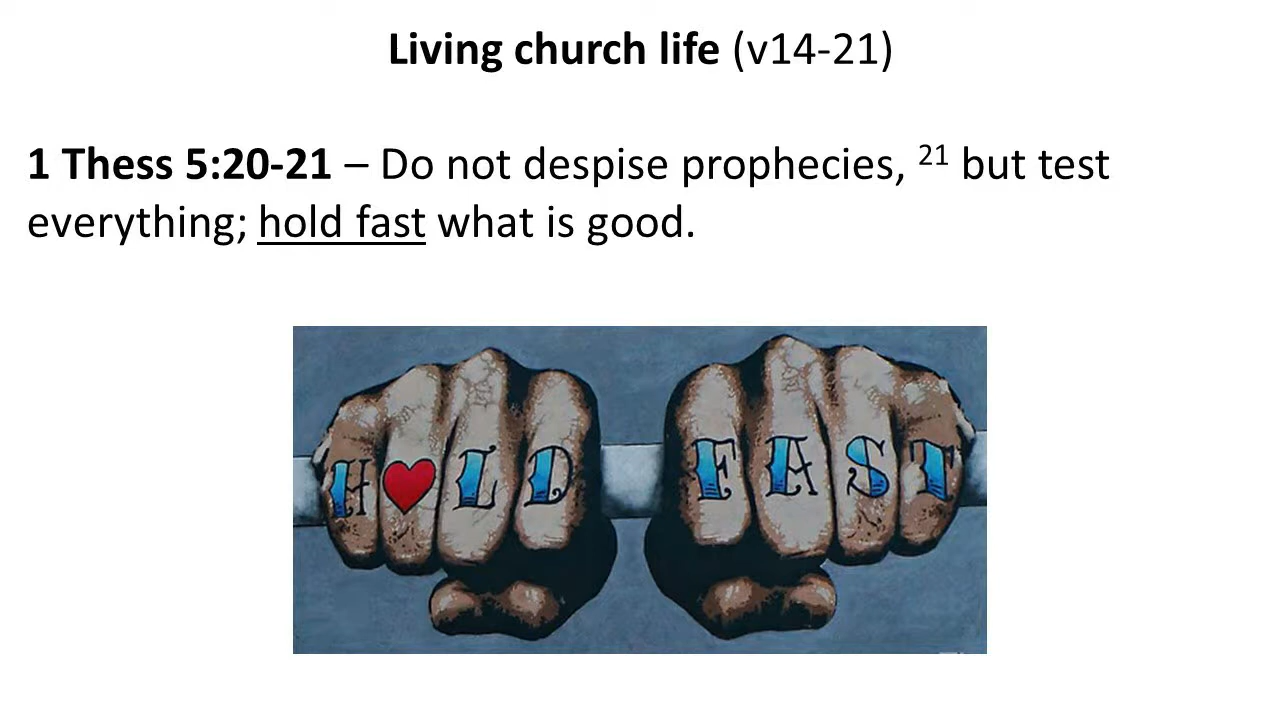 Living church life (v14-21)
1 Thess 5:20-21 – Do not despise prophecies, 21 but test
everything; hold fast what is good.
H❤LD FAST